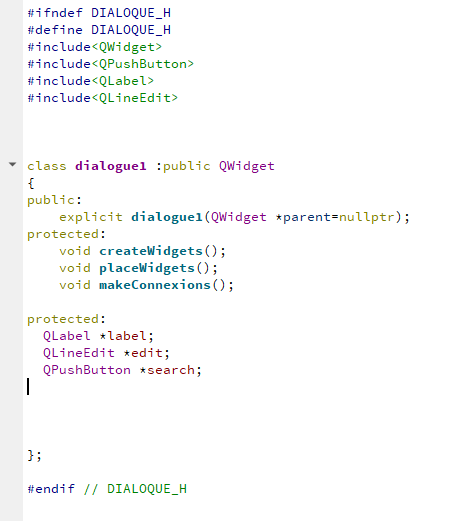 #ifndef DIALOQUE_H
#define DIALOQUE_H
#include<QWidget>
#include<QPushButton>
#include<QLabel>
#include<QLineEdit>
class dialogue1 :public QWidget
{
public:
    explicit dialogue1(QWidget *parent=nullptr);
protected:
    void createWidgets();
    void placeWidgets();
    void makeConnexions();
protected:
  QLabel *label;
  QLineEdit *edit;
  QPushButton *search;
};
#endif // DIALOQUE_H